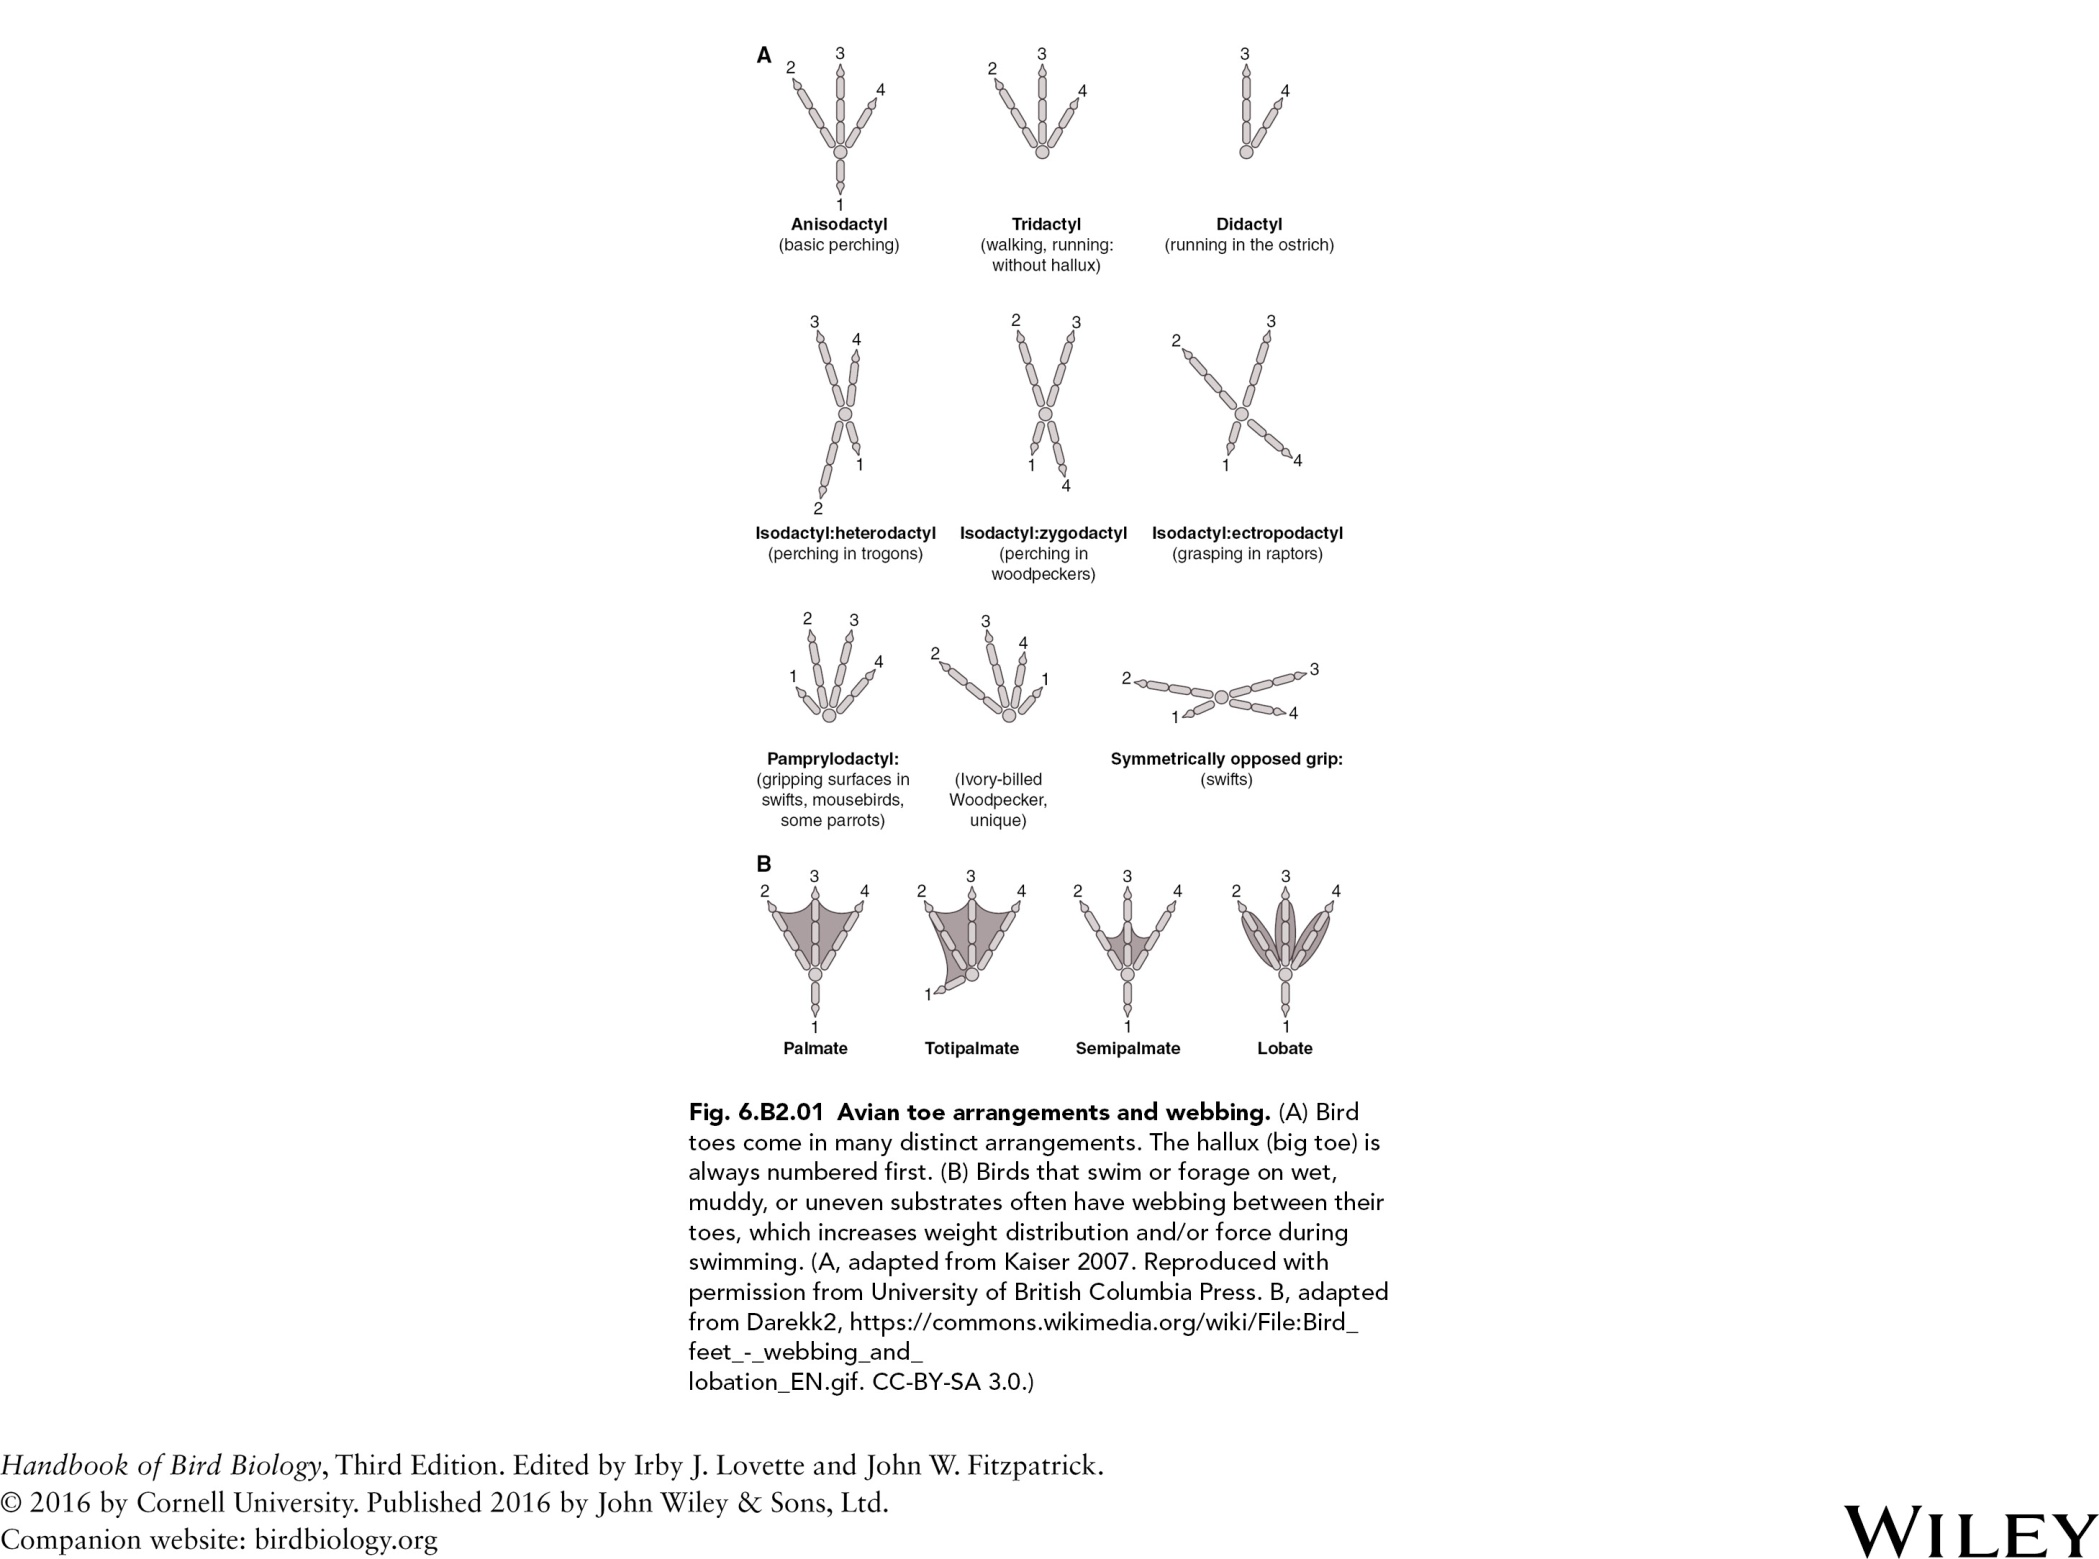 A
3
2
4
1
Anisodactyl
(basic perching)
3
2
4
Tridactyl
(walking, running:
without hallux)
3
4
Didactyl
(running in the ostrich)
3
4
1
2
Isodactyl:heterodactyl
(perching in trogons)
2
3
1
4
Isodactyl:zygodactyl
(perching in
woodpeckers)
3
2
4
1
Isodactyl:ectropodactyl
(grasping in raptors)
2
3
4
1
Pamprylodactyl:
(gripping surfaces in
swifts, mousebirds,
some parrots)
3
4
2
1
(Ivory-billed
Woodpecker,
unique)
3
2
4
1
Symmetrically opposed grip:
(swifts)
B
3
2
4
1
Palmate
3
2
4
1
Totipalmate
3
2
4
1
Semipalmate
3
2
4
1
Lobate
Fig. 6.B2.01 Avian toe arrangements and webbing. (A) Bird
toes come in many distinct arrangements. The hallux (big toe) is
always numbered first. (B) Birds that swim or forage on wet,
muddy, or uneven substrates often have webbing between their
toes, which increases weight distribution and/or force during
swimming. (A, adapted from Kaiser 2007. Reproduced with
permission from University of British Columbia Press. B, adapted
from Darekk2, https://commons.wikimedia.org/wiki/File:Bird_
feet_-_webbing_and_
lobation_EN.gif. CC-BY-SA 3.0.)
Handbook of Bird Biology, Third Edition. Edited by Irby J. Lovette and John W. Fitzpatrick.
© 2016 by Cornell University. Published 2016 by John Wiley & Sons, Ltd.
Companion website: birdbiology.org
WILEY